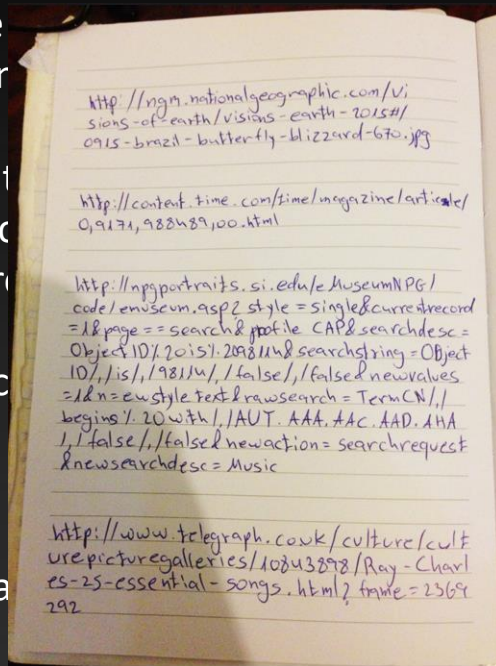 http://ngm.nationalgeographic.com/vi
sions-of-earth/visions-earth-2015#/
0915-brazil-butterfly-blizzard-670.jpg
http://content.time.com/time/magazine/article/
0,9171,988489,00.html
http://npgportraits.si.edu/eMuseumNPG/
code/emuseum.asp?style=single&currentrecord
=1&page==search&profile CAP&searchdesc=
Object ID%20is%2098114&searchstring=Object
ID/,/is/,/98114/,/false/,/false&newvalues
=1&n=ewstyle text&rawsearch=TermCN/,/
begins%20with/,/AUT.AAA.AAC.AAD.AHA
/,/false/,/false&newaction=searchrequest
&newsearchdesc=Music
http://www.telegraph.co.uk/culture/cult
urepicturegalleries/10843898/Ray-Charl
es-25-essential-songs.html?frame=2369
292